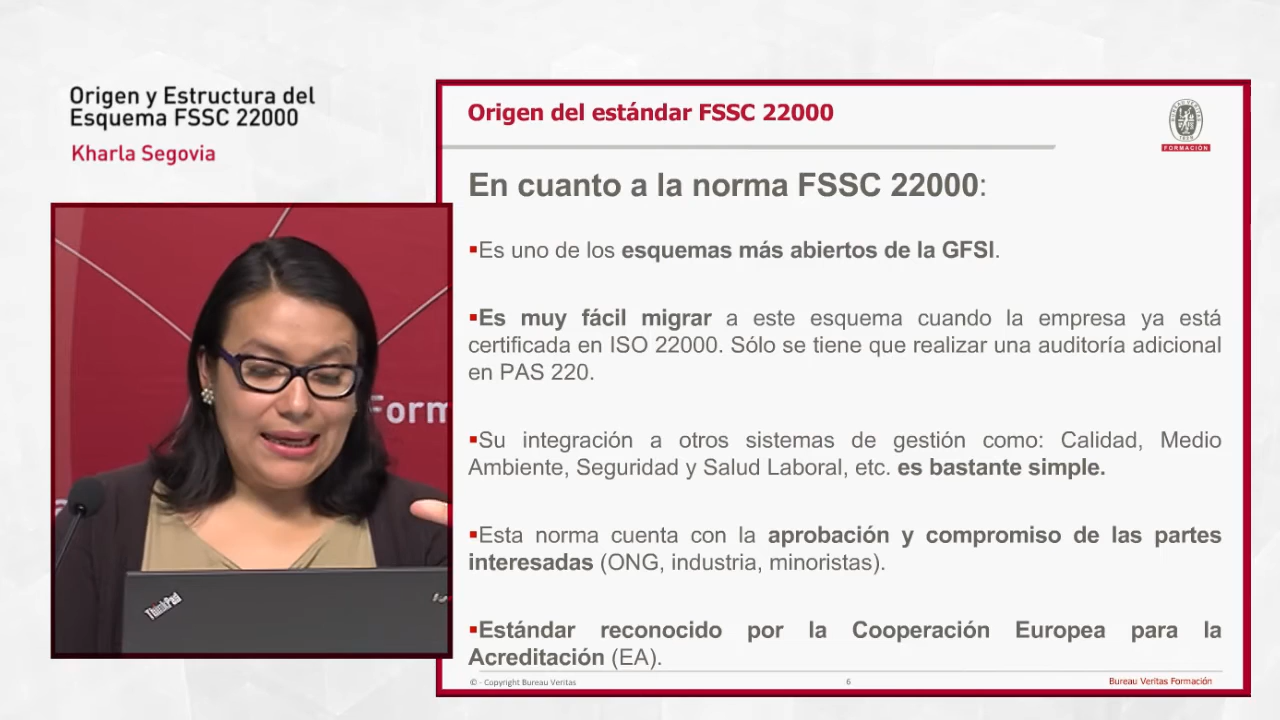 Origen y Estructura del
Esquema FSSC 22000
Kharla Segovia
Form
ThinkPad
Origen del estándar FSSC 22000
FORMACIÓN
En cuanto a la norma FSSC 22000:
▪Es uno de los esquemas más abiertos de la GFSI.
▪Es muy fácil migrar a este esquema cuando la empresa ya está
certificada en ISO 22000. Sólo se tiene que realizar una auditoría adicional
en PAS 220.
▪Su integración a otros sistemas de gestión como: Calidad, Medio
Ambiente, Seguridad y Salud Laboral, etc. es bastante simple.
▪Esta norma cuenta con la aprobación y compromiso de las partes
interesadas (ONG, industria, minoristas).
▪Estándar reconocido por la Cooperación Europea para la
Acreditación (EA).
© - Copyright Bureau Veritas
6
Bureau Veritas Formación